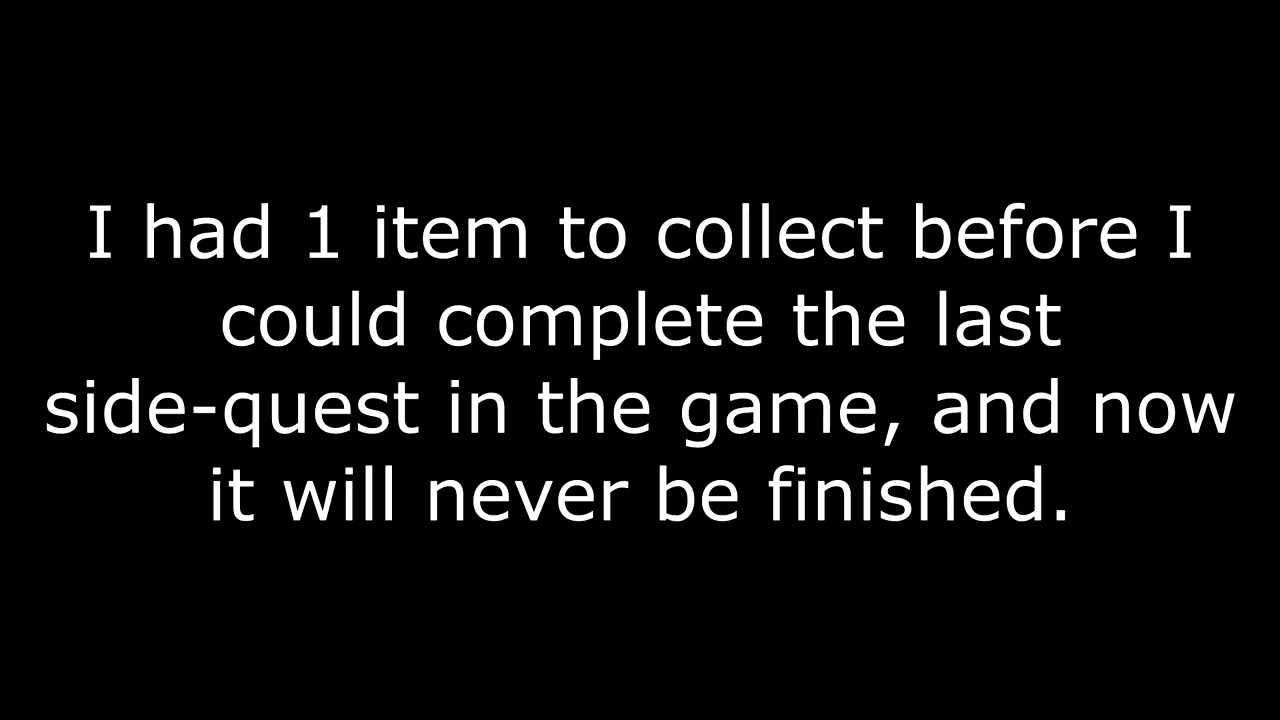 I had 1 item to collect before I
could complete the last
side-quest in the game, and now
it will never be finished.